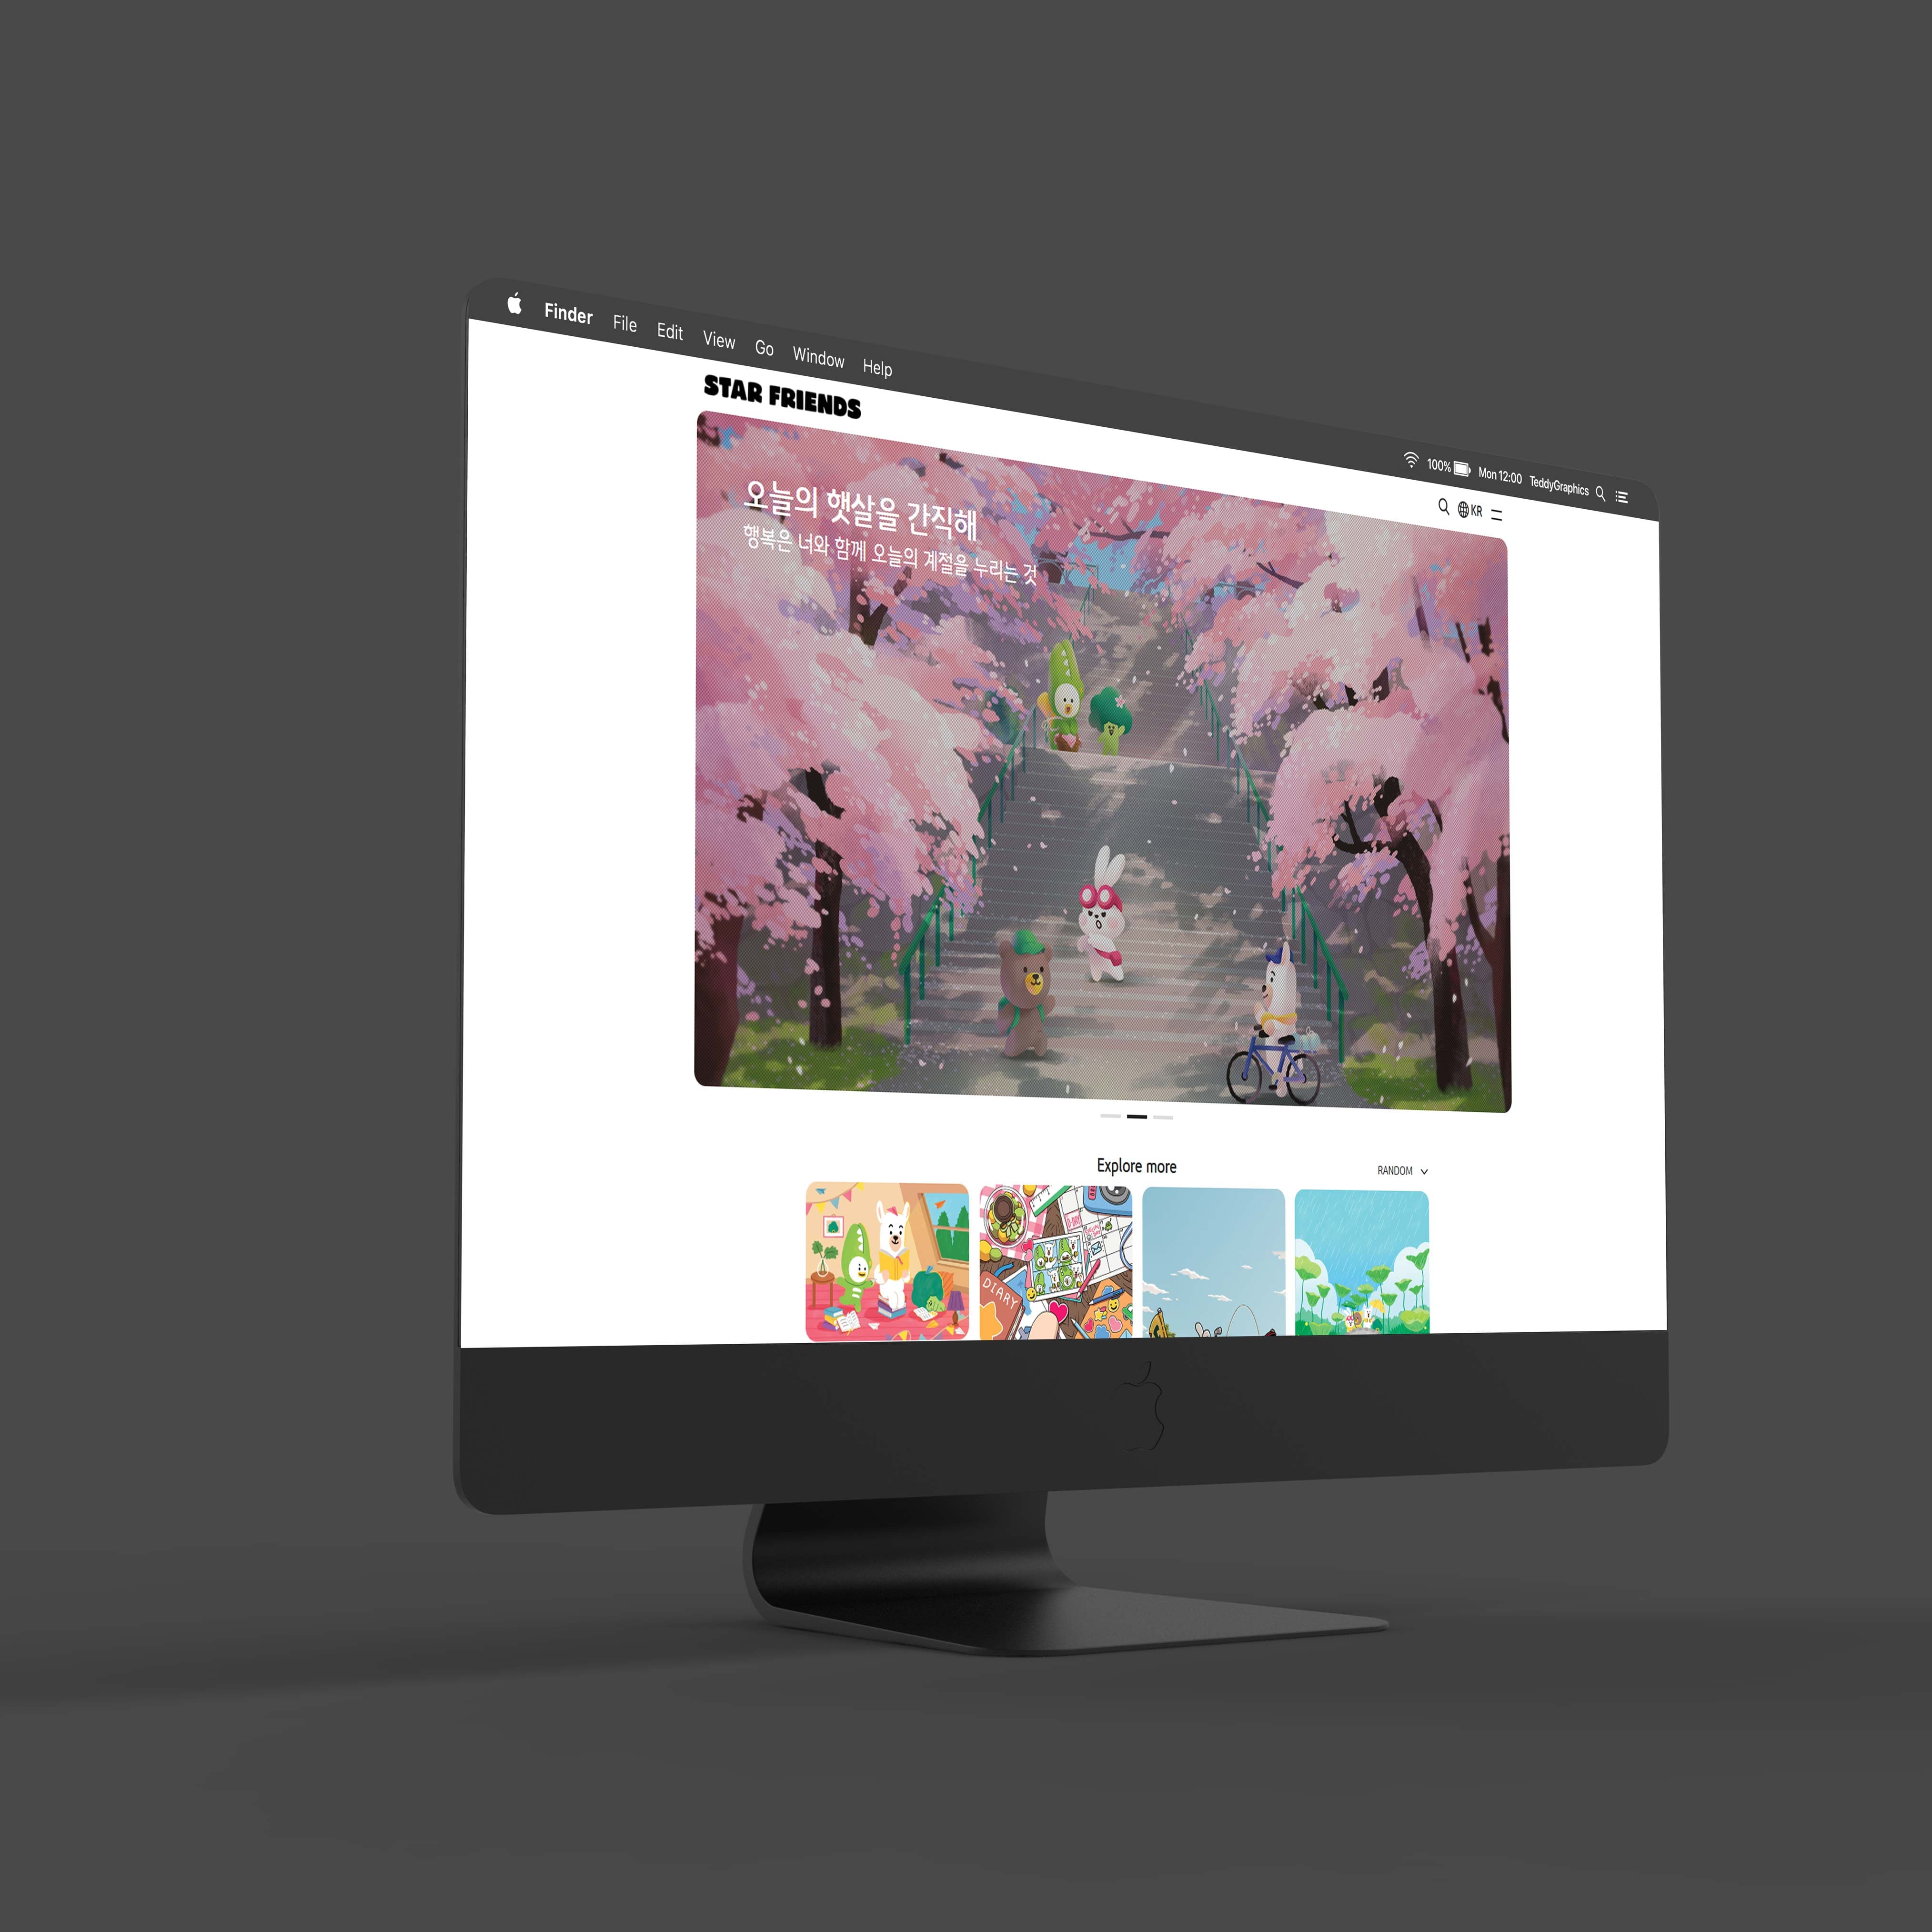 Finder File Edit View Go Window Help
100% Mon 12:00 TeddyGraphics
STAR FRIENDS
KR
오늘의 햇살을 간직해
행복은 너와 함께 오늘의 계절을 누리는 것
Explore more
RANDOM
DIARY